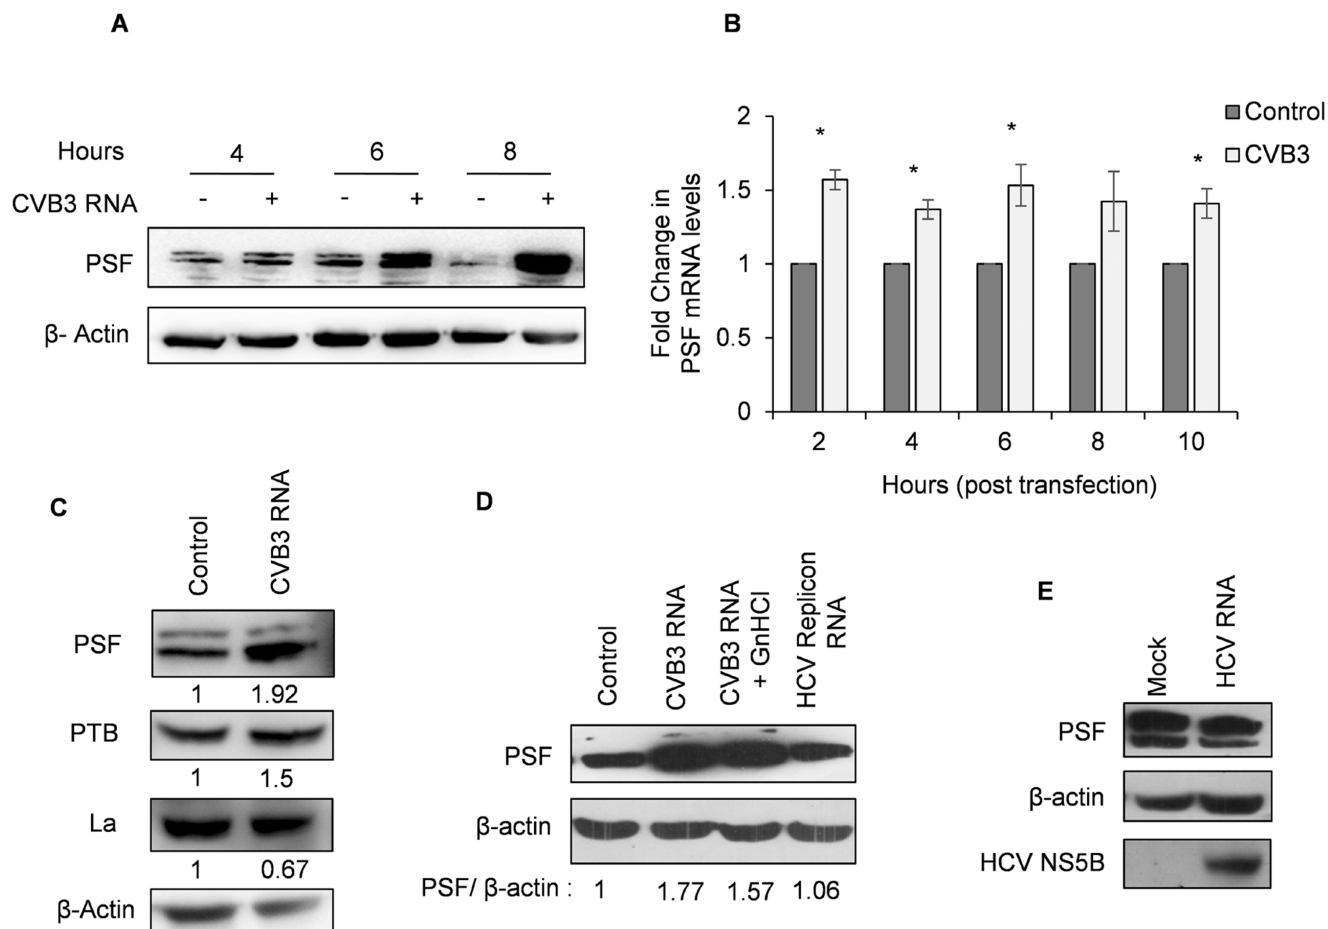 A
Hours 4 6 8
CVB3 RNA - + - + - +
PSF
β- Actin
B
Control
CVB3
Fold Change in
PSF mRNA levels
2
1.5
1
0.5
0
* * * *
2 4 6 8 10
Hours (post transfection)
C
Control
CVB3 RNA
PSF
1 1.92
PTB
1 1.5
La
1 0.67
β-Actin
D
Control
CVB3 RNA
CVB3 RNA
+ GnHCl
HCV Replicon
RNA
PSF
β-actin
PSF/ β-actin : 1 1.77 1.57 1.06
E
Mock
HCV RNA
PSF
β-actin
HCV NS5B